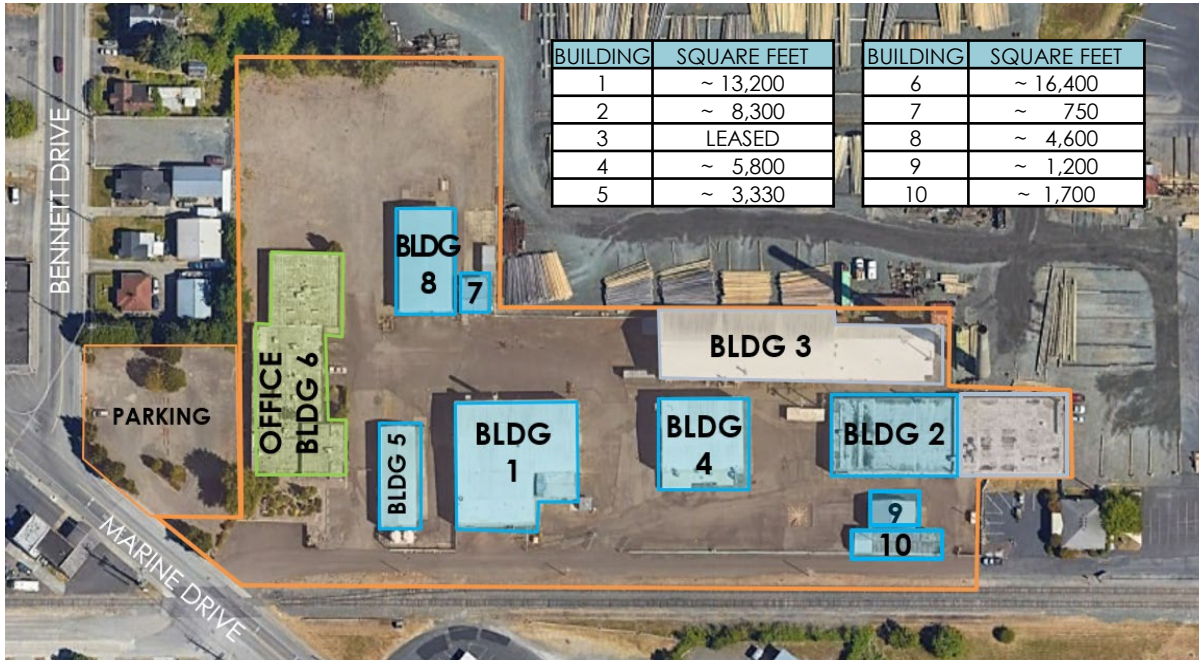 BUILDING SQUARE FEET
1 ~ 13,200
2 ~ 8,300
3 LEASED
4 ~ 5,800
5 ~ 3,330
BUILDING SQUARE FEET
6 ~ 16,400
7 ~ 750
8 ~ 4,600
9 ~ 1,200
10 ~ 1,700
BENNETT DRIVE
BLDG
8
7
BLDG 3
OFFICE
BLDG 6
PARKING
BLDG 5
BLDG
1
BLDG
4
BLDG 2
9
10
MARINE DRIVE